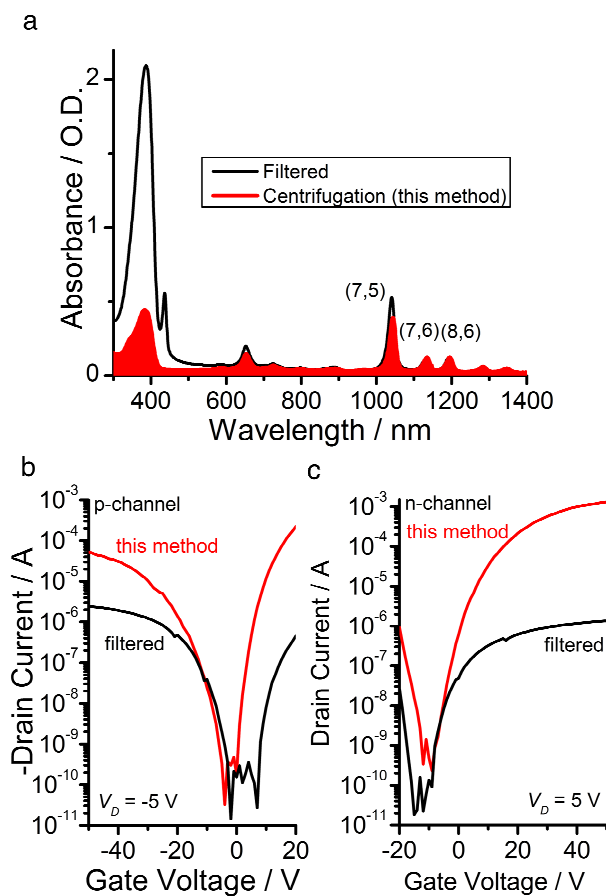 a
Absorbance / O.D.
2
1
0
Filtered
Centrifugation (this method)
(7,5)
(7,6)
(8,6)
400 600 800 1000 1200 1400
Wavelength / nm
b
p-channel
this method
filtered
V_D = -5 V
-Drain Current / A
10^-3
10^-4
10^-5
10^-6
10^-7
10^-8
10^-9
10^-10
10^-11
-40 -20 0 20
Gate Voltage / V
c
n-channel
this method
filtered
V_D = 5 V
Drain Current / A
10^-3
10^-4
10^-5
10^-6
10^-7
10^-8
10^-9
10^-10
10^-11
-20 0 20 40
Gate Voltage / V